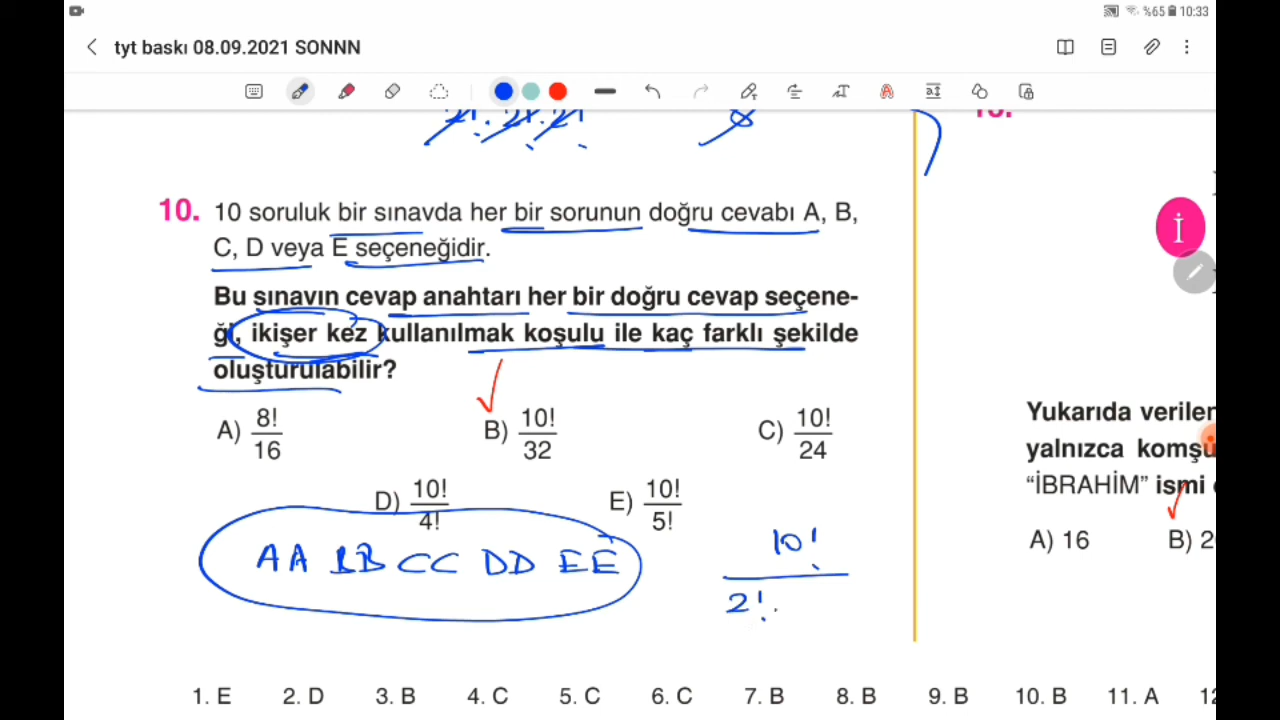 %65 10:33
tyt baskı 08.09.2021 SONNN
2! . 2! . 2!
8
10. 10 soruluk bir sınavda her bir sorunun doğru cevabı A, B,
C, D veya E seçeneğidir.
Bu sınavın cevap anahtarı her bir doğru cevap seçene-
ği, ikişer kez kullanılmak koşulu ile kaç farklı şekilde
oluşturulabilir?
A) 8!/16 B) 10!/32 C) 10!/24
D) 10!/4! E) 10!/5!
AA BB CC DD EE
10!
2! .
İ
Yukarıda verilen
yalnızca komşu
“İBRAHİM” ismi
A) 16 B) 2
1. E 2. D 3. B 4. C 5. C 6. C 7. B 8. B 9. B 10. B 11. A